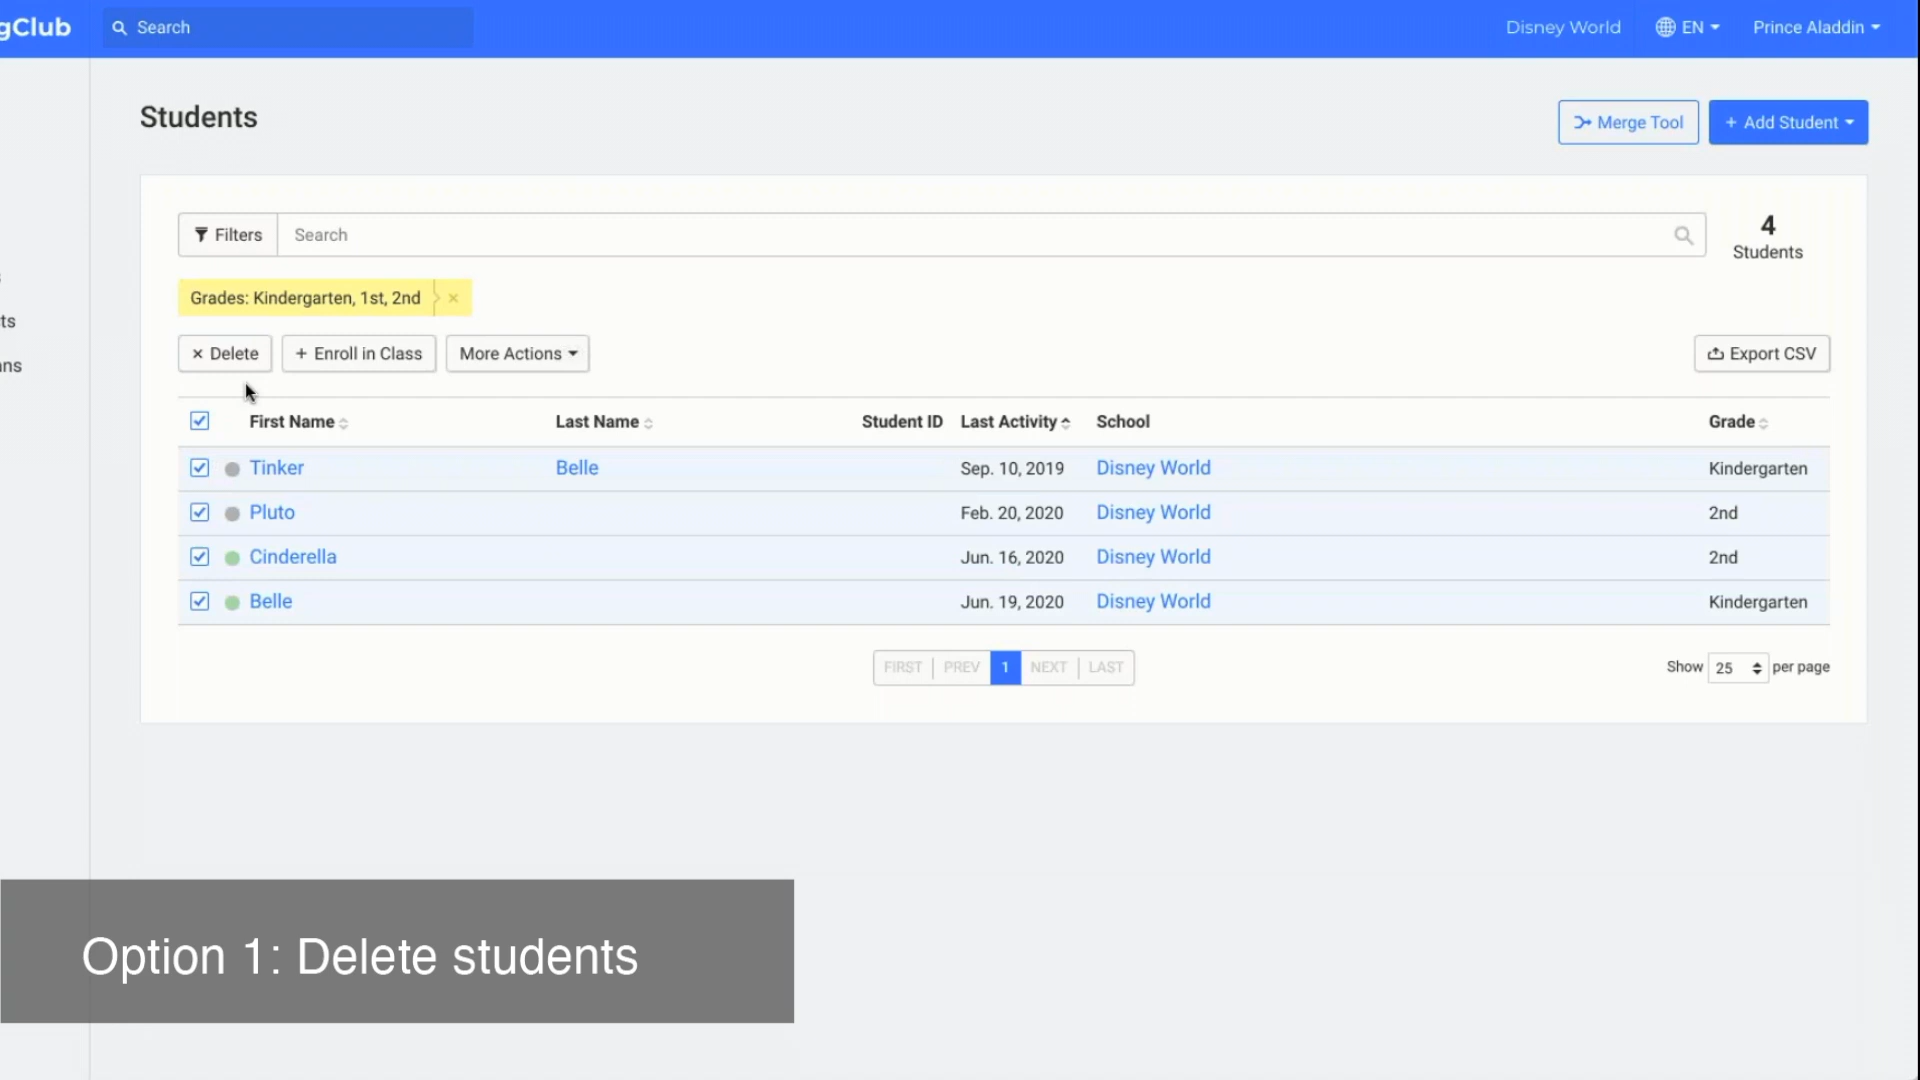 gClub
Search
Disney World
EN
Prince Aladdin
Students
Merge Tool
+ Add Student
Filters
Search
4
Students
Grades: Kindergarten, 1st, 2nd ×
ts
ans
× Delete
+ Enroll in Class
More Actions
Export CSV
First Name Last Name Student ID Last Activity School Grade
Tinker Belle Sep. 10, 2019 Disney World Kindergarten
Pluto Feb. 20, 2020 Disney World 2nd
Cinderella Jun. 16, 2020 Disney World 2nd
Belle Jun. 19, 2020 Disney World Kindergarten
FIRST PREV 1 NEXT LAST
Show 25 per page
Option 1: Delete students